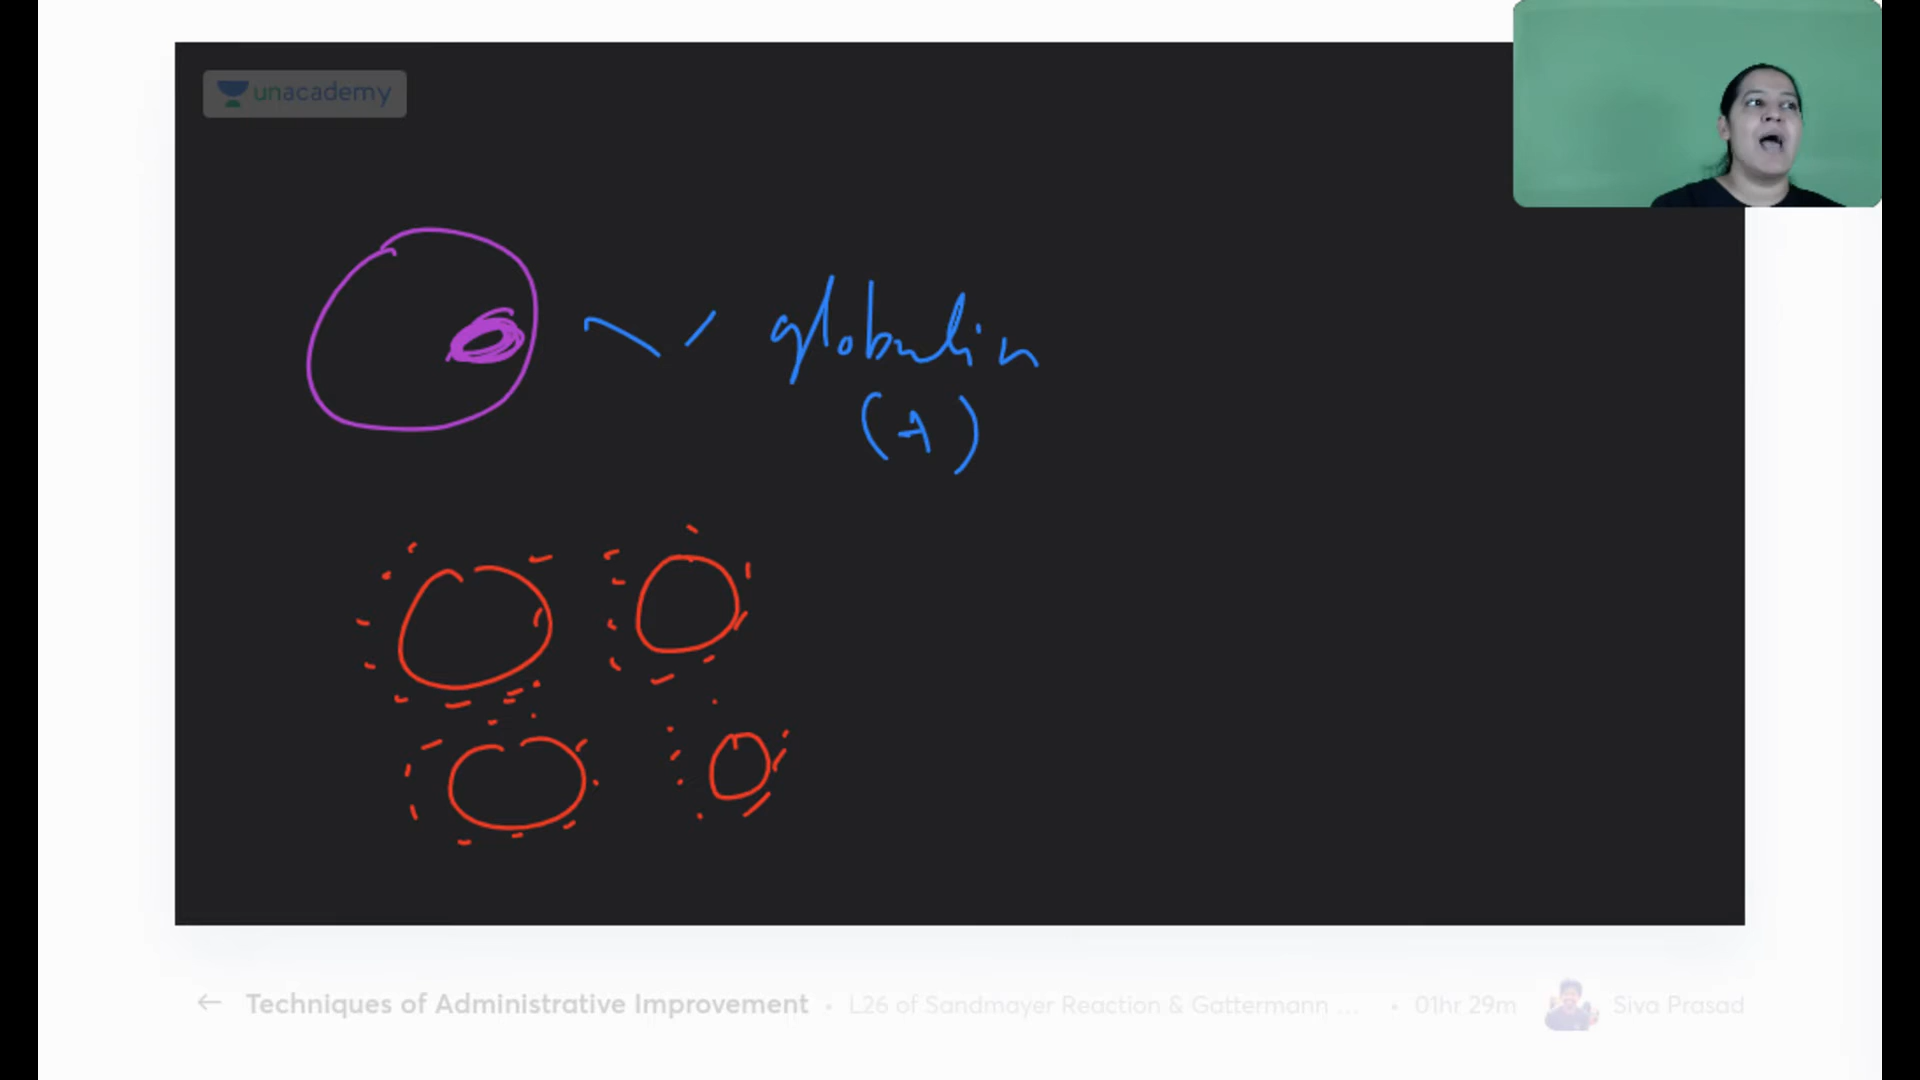 unacademy
globulin
(A)
← Techniques of Administrative Improvement • L26 of Sandmayer Reaction & Gattermann ... • 01hr 29m Siva Prasad